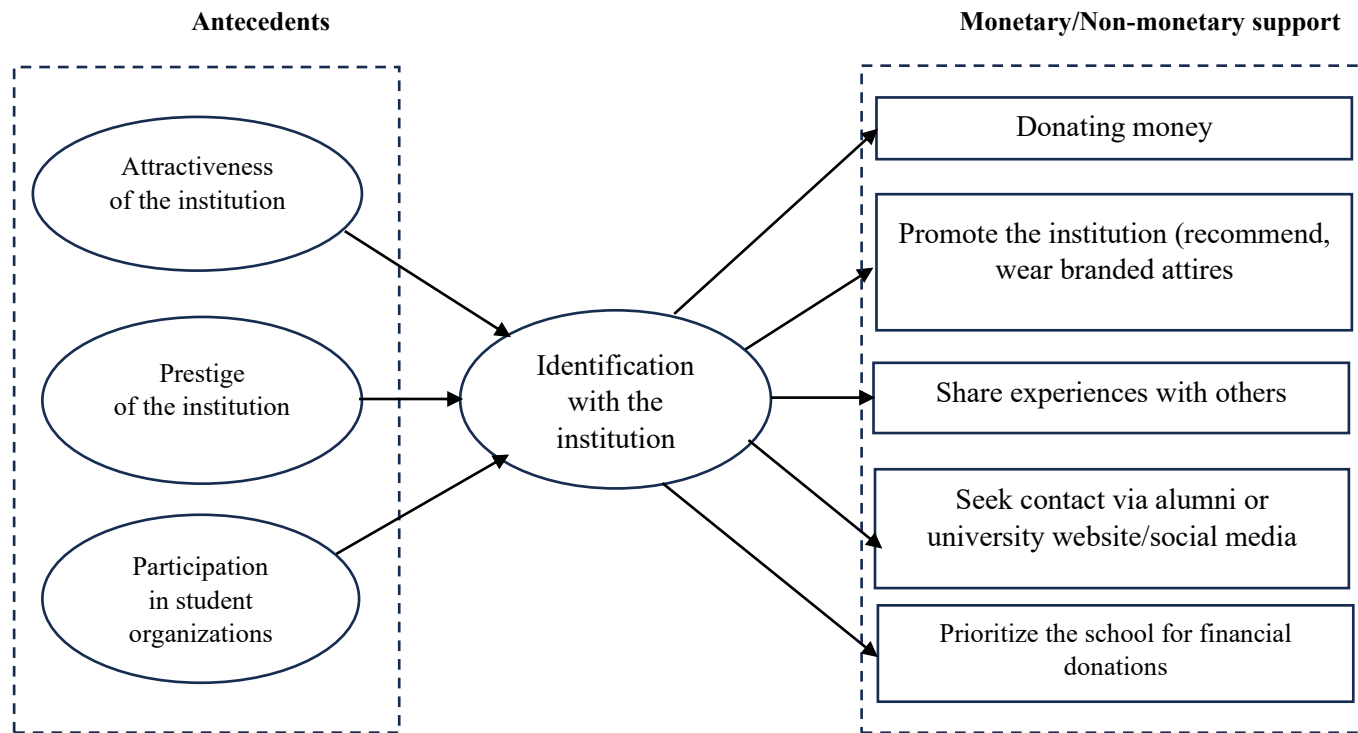 Antecedents
Monetary/Non-monetary support
Attractiveness
of the institution
Prestige
of the institution
Participation
in student
organizations
Identification
with the
institution
Donating money
Promote the institution (recommend,
wear branded attires
Share experiences with others
Seek contact via alumni or
university website/social media
Prioritize the school for financial
donations